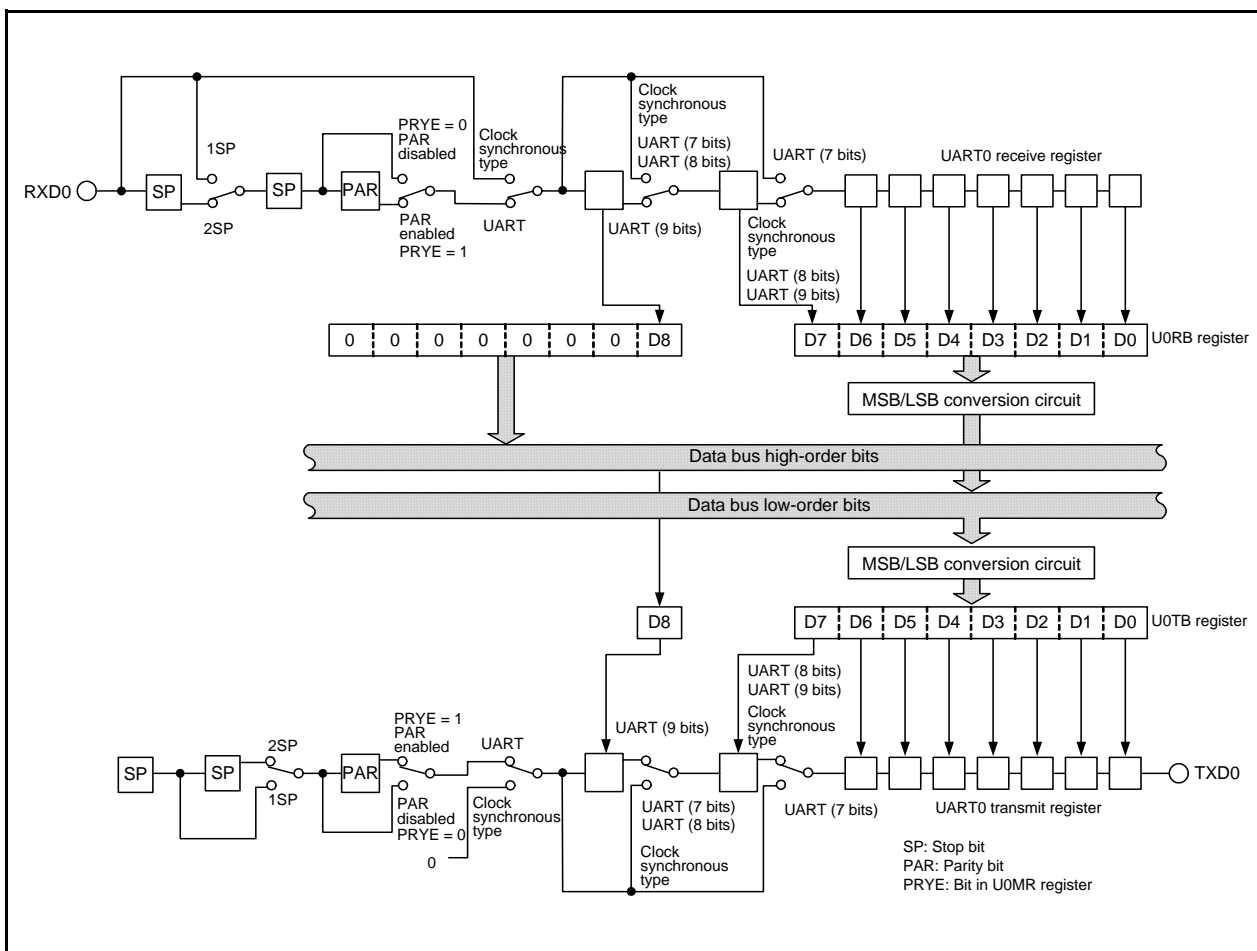 PRYE = 0
PAR
disabled
Clock
synchronous
type
Clock
synchronous
type
UART (7 bits)
UART (8 bits)
UART (7 bits)
UART0 receive register
1SP
RXD0
SP
SP
PAR
2SP
PAR
enabled
PRYE = 1
UART
UART (9 bits)
Clock
synchronous
type
UART (8 bits)
UART (9 bits)
0 0 0 0 0 0 0 D8
D7 D6 D5 D4 D3 D2 D1 D0
U0RB register
MSB/LSB conversion circuit
Data bus high-order bits
Data bus low-order bits
MSB/LSB conversion circuit
D8
D7 D6 D5 D4 D3 D2 D1 D0
U0TB register
UART (8 bits)
UART (9 bits)
Clock
synchronous
type
PRYE = 1
PAR
enabled
UART
UART (9 bits)
2SP
SP
SP
PAR
TXD0
1SP
PAR
disabled
PRYE = 0
0
Clock
synchronous
type
UART (7 bits)
UART (8 bits)
Clock
synchronous
type
UART (7 bits)
UART0 transmit register
SP: Stop bit
PAR: Parity bit
PRYE: Bit in U0MR register